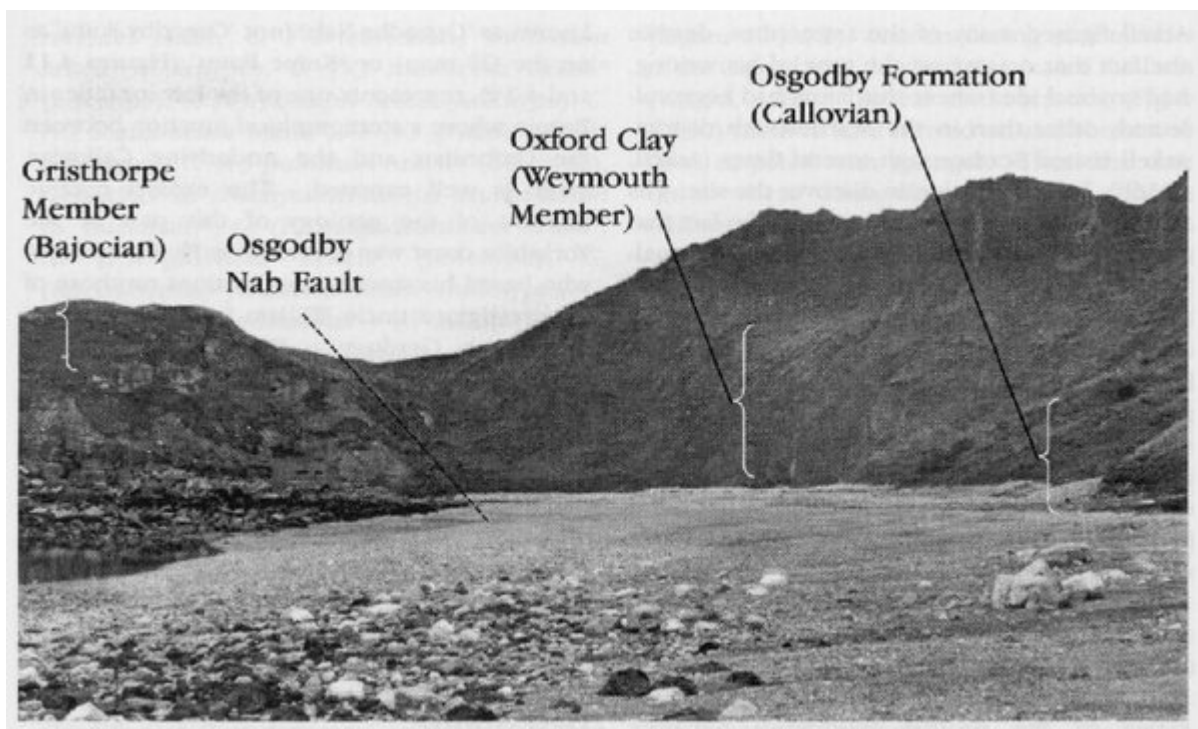 Gristhorpe
Member
(Bajocian)
Osgodby
Nab Fault
Oxford Clay
(Weymouth
Member)
Osgodby Formation
(Callovian)